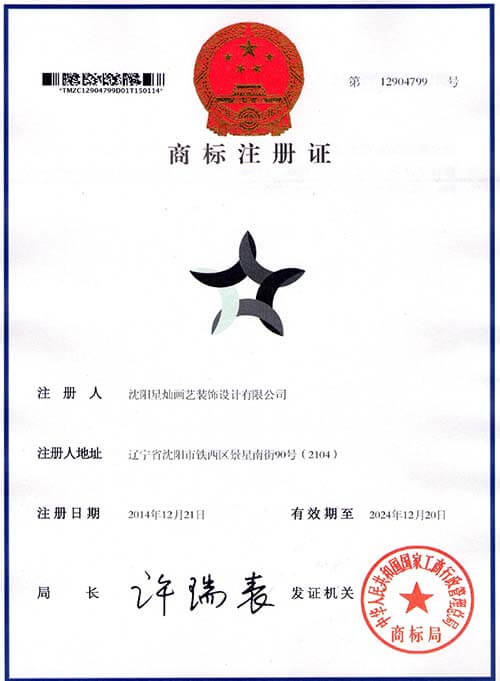 *TMZC12904799D01T150114*
第 12904799 号
商标注册证
注册人 沈阳星灿画艺装饰设计有限公司
注册人地址 辽宁省沈阳市铁西区景星南街90号（2104）
注册日期 2014年12月21日 有效期至 2024年12月20日
局长 许瑞表 发证机关
中华人民共和国国家工商行政管理总局
商标局